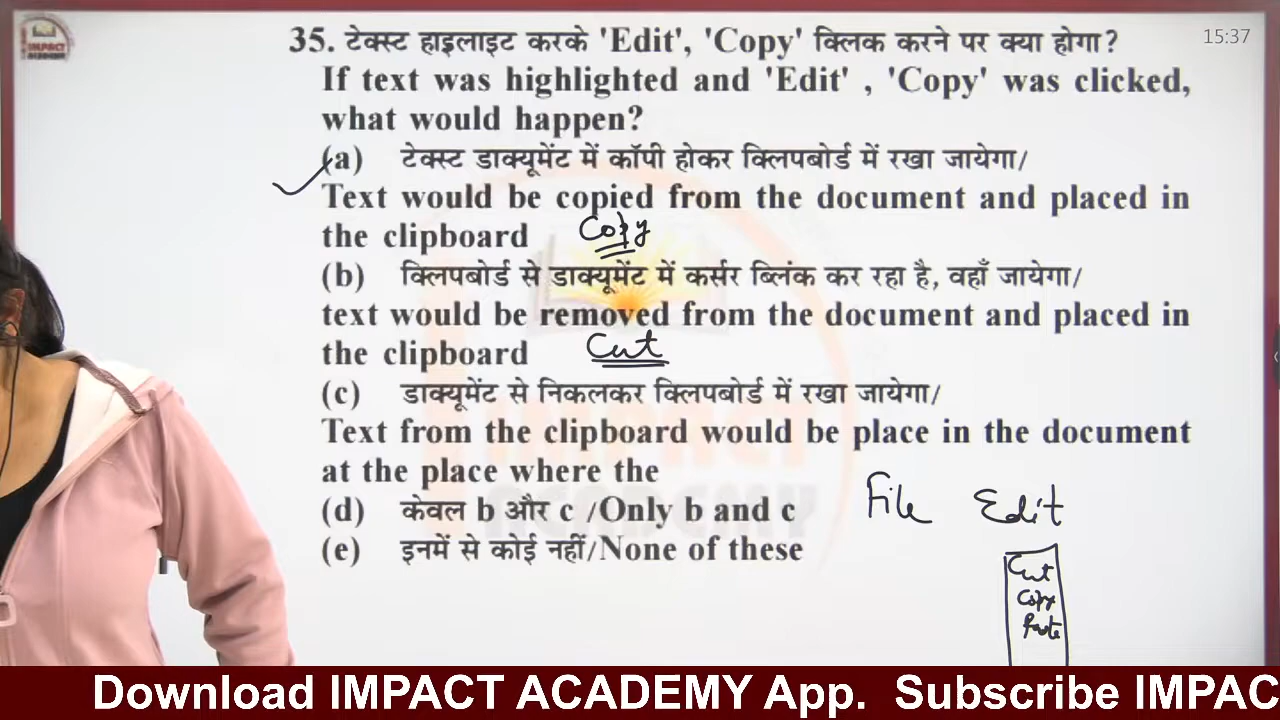 IMPACT
ACADEMY
15:37
35. टेक्स्ट हाइलाइट करके 'Edit', 'Copy' क्लिक करने पर क्या होगा?
If text was highlighted and 'Edit' , 'Copy' was clicked,
what would happen?
(a) टेक्स्ट डाक्यूमेंट में कॉपी होकर क्लिपबोर्ड में रखा जायेगा/
Text would be copied from the document and placed in
the clipboard Copy
(b) क्लिपबोर्ड से डाक्यूमेंट में कर्सर ब्लिंक कर रहा है, वहाँ जायेगा/
text would be removed from the document and placed in
the clipboard Cut
(c) डाक्यूमेंट से निकलकर क्लिपबोर्ड में रखा जायेगा/
Text from the clipboard would be place in the document
at the place where the
(d) केवल b और c /Only b and c
(e) इनमें से कोई नहीं/None of these
File Edit
Cut
Copy
Paste
IMPACT
ACADEMY
Download IMPACT ACADEMY App. Subscribe IMPAC